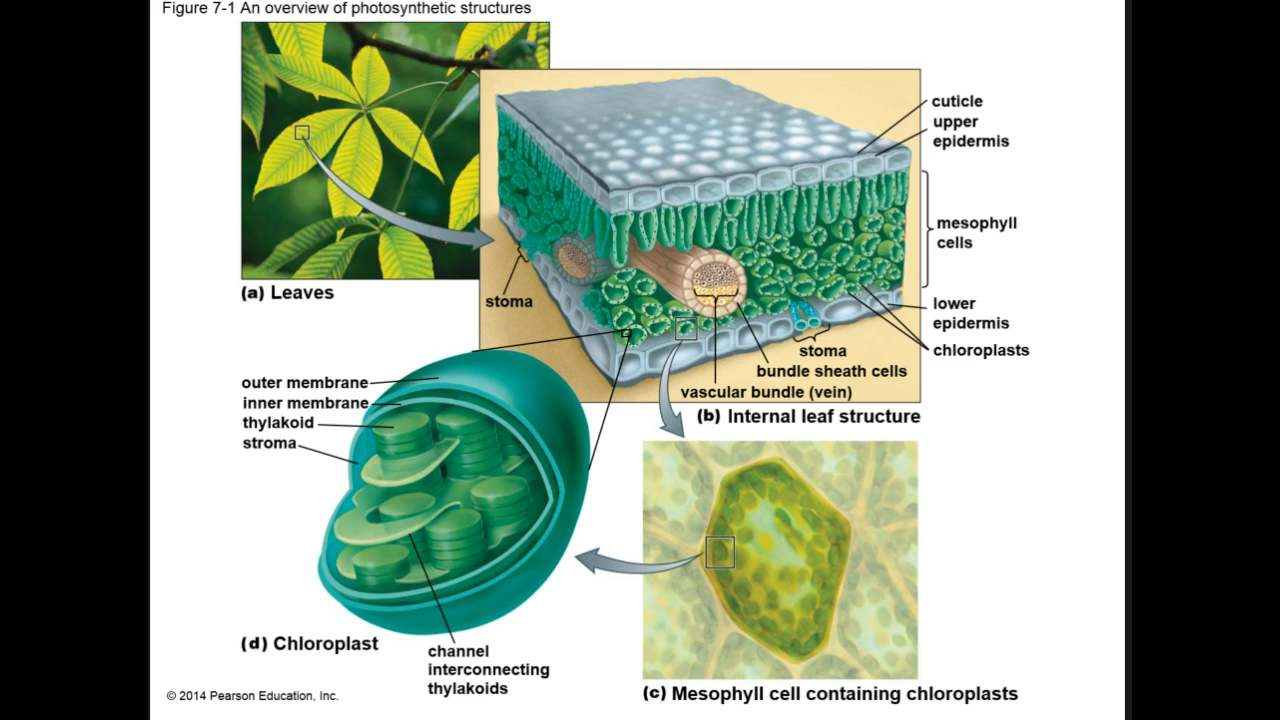 Figure 7-1 An overview of photosynthetic structures
cuticle
upper
epidermis
mesophyll
cells
(a) Leaves
stoma
lower
epidermis
chloroplasts
stoma
bundle sheath cells
vascular bundle (vein)
(b) Internal leaf structure
outer membrane
inner membrane
thylakoid
stroma
(d) Chloroplast
channel
interconnecting
thylakoids
(c) Mesophyll cell containing chloroplasts
© 2014 Pearson Education, Inc.